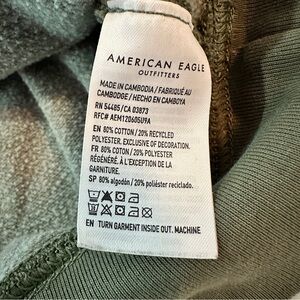 AMERICAN EAGLE
OUTFITTERS
MADE IN CAMBODIA / FABRIQUÉ AU
CAMBODGE / HECHO EN CAMBOYA
RN 54485/CA 03873
RFC# AEM120605U9A
EN 80% COTTON / 20% RECYCLED
POLYESTER. EXCLUSIVE OF DECORATION.
FR 80% COTON / 20% POLYESTER
RÉGÉNÉRÉ. À L'EXCEPTION DE LA
GARNITURE.
SP 80% algodón / 20% poliéster reciclado.
EN TURN GARMENT INSIDE OUT. MACHINE